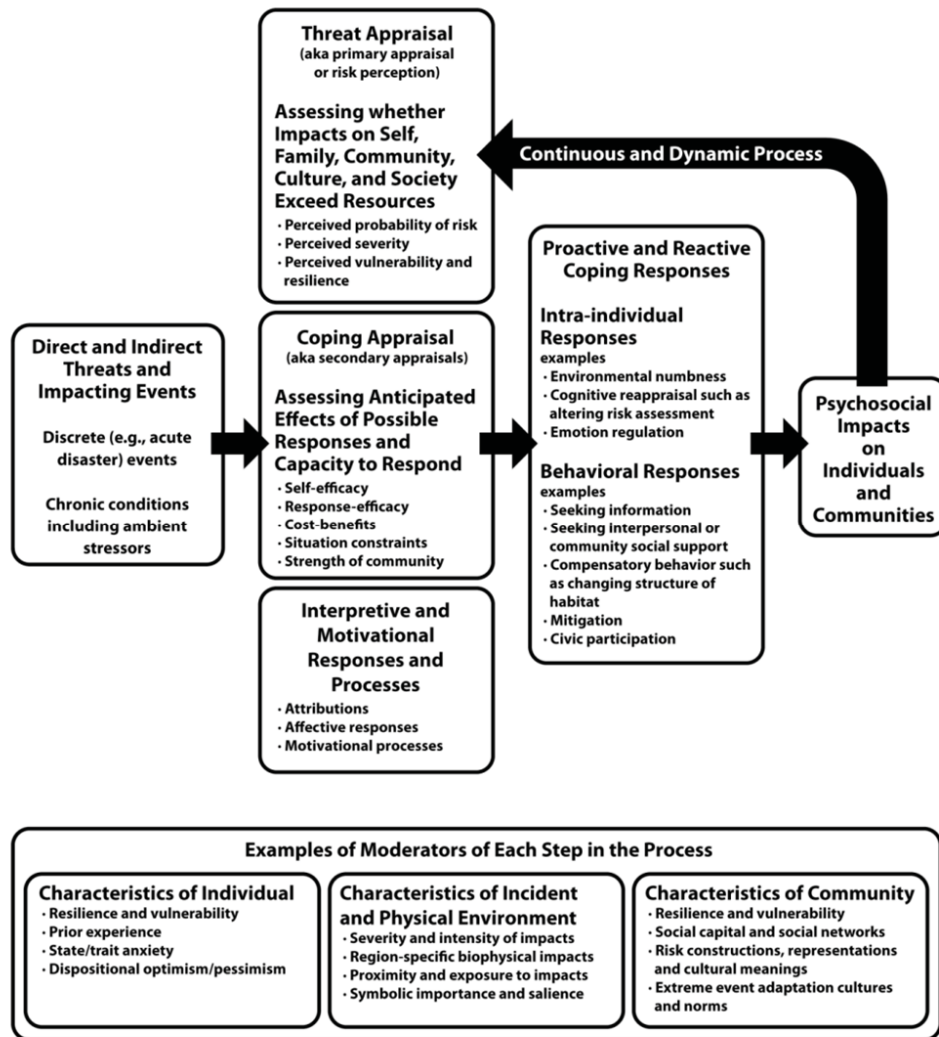 Threat Appraisal
(aka primary appraisal
or risk perception)
Assessing whether
Impacts on Self,
Family, Community,
Culture, and Society
Exceed Resources
· Perceived probability of risk
· Perceived severity
· Perceived vulnerability and
resilience
Continuous and Dynamic Process
Direct and Indirect
Threats and
Impacting Events
Discrete (e.g., acute
disaster) events
Chronic conditions
including ambient
stressors
Coping Appraisal
(aka secondary appraisals)
Assessing Anticipated
Effects of Possible
Responses and
Capacity to Respond
· Self-efficacy
· Response-efficacy
· Cost-benefits
· Situation constraints
· Strength of community
Interpretive and
Motivational
Responses and
Processes
· Attributions
· Affective responses
· Motivational processes
Proactive and Reactive
Coping Responses
Intra-individual
Responses
examples
· Environmental numbness
· Cognitive reappraisal such as
altering risk assessment
· Emotion regulation
Behavioral Responses
examples
· Seeking information
· Seeking interpersonal or
community social support
· Compensatory behavior such
as changing structure of
habitat
· Mitigation
· Civic participation
Psychosocial
Impacts
on
Individuals
and
Communities
Examples of Moderators of Each Step in the Process
Characteristics of Individual
· Resilience and vulnerability
· Prior experience
· State/trait anxiety
· Dispositional optimism/pessimism
Characteristics of Incident
and Physical Environment
· Severity and intensity of impacts
· Region-specific biophysical impacts
· Proximity and exposure to impacts
· Symbolic importance and salience
Characteristics of Community
· Resilience and vulnerability
· Social capital and social networks
· Risk constructions, representations
and cultural meanings
· Extreme event adaptation cultures
and norms